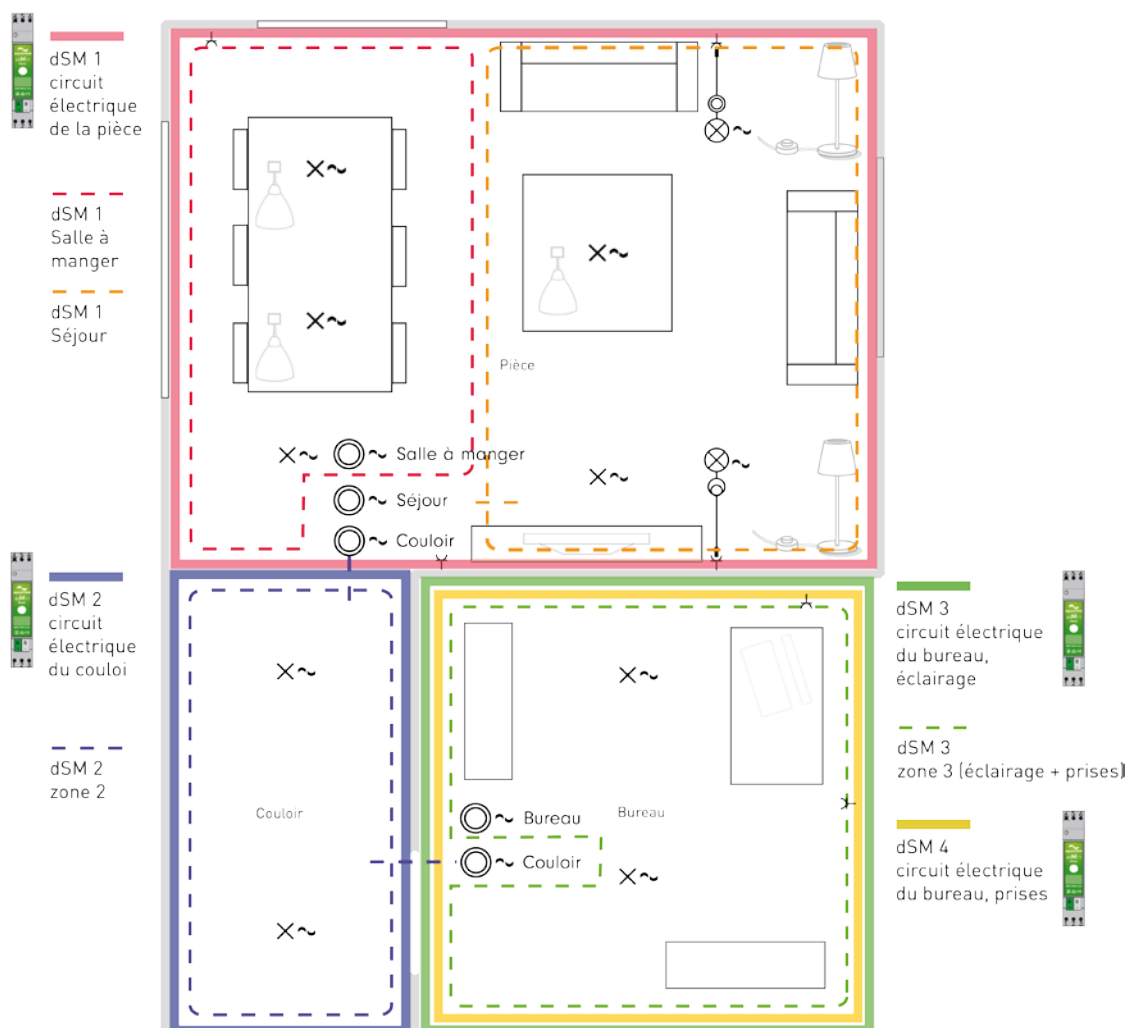 dSM 1
circuit
électrique
de la pièce
dSM 1
Salle à
manger
dSM 1
Séjour
Pièce
Salle à manger
Séjour
Couloir
dSM 2
circuit
électrique
du couloi
dSM 2
zone 2
Couloir
Bureau
Couloir
Bureau
dSM 3
circuit électrique
du bureau,
éclairage
dSM 3
zone 3 (éclairage + prises)
dSM 4
circuit électrique
du bureau, prises